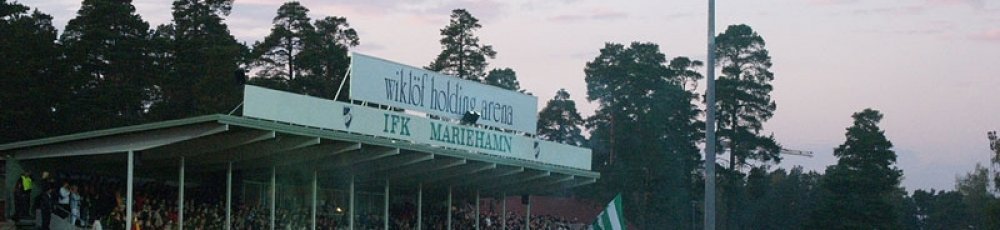 wiklöf holding arena
IFK MARIEHAMN